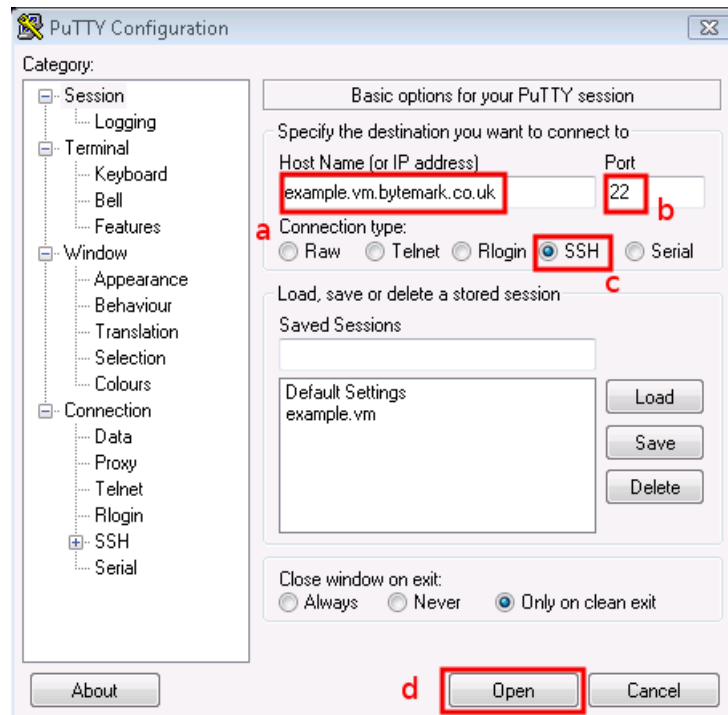 PuTTY Configuration
Category:
Session
Logging
Terminal
Keyboard
Bell
Features
Window
Appearance
Behaviour
Translation
Selection
Colours
Connection
Data
Proxy
Telnet
Rlogin
SSH
Serial
Basic options for your PuTTY session
Specify the destination you want to connect to
Host Name (or IP address) Port
example.vm.bytemark.co.uk 22 b
a Connection type:
Raw Telnet Rlogin SSH Serial
c
Load, save or delete a stored session
Saved Sessions
Default Settings
example.vm
Load
Save
Delete
Close window on exit:
Always Never Only on clean exit
About d Open Cancel